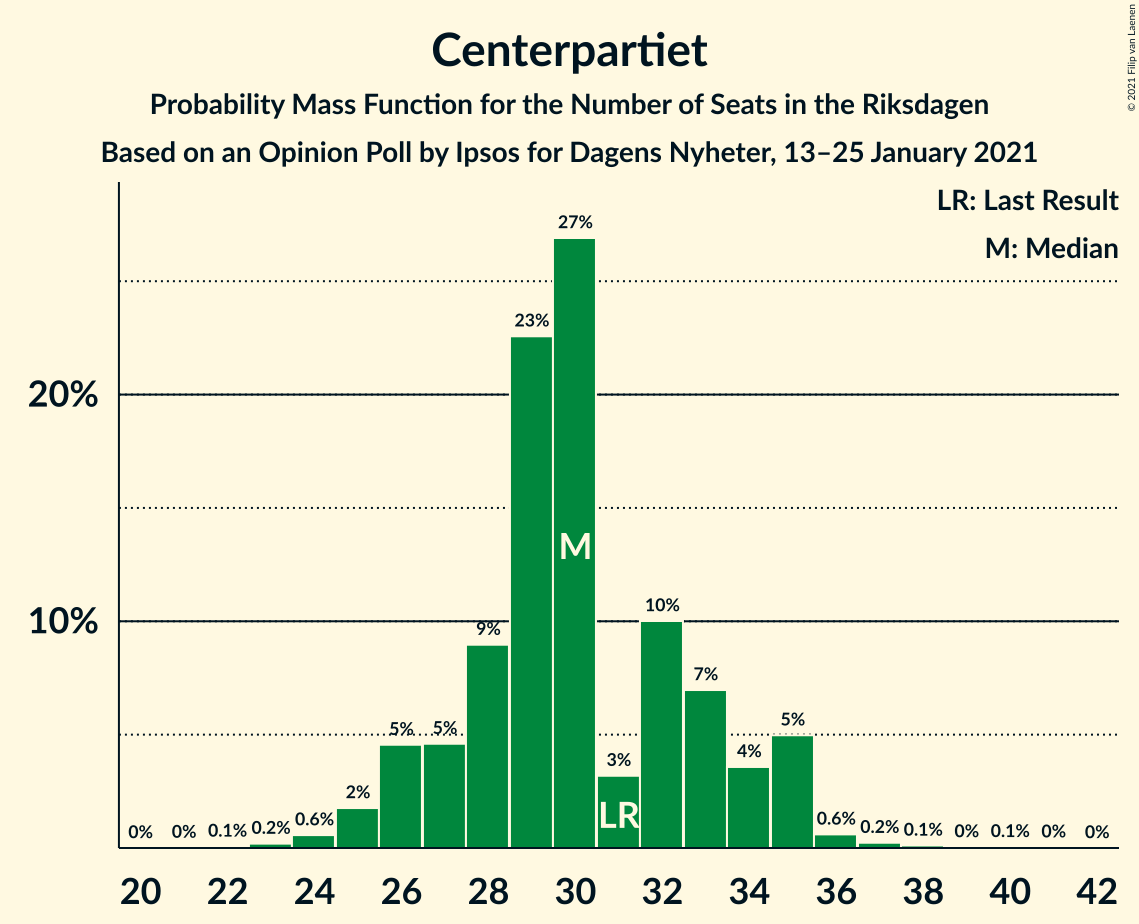 Centerpartiet
Probability Mass Function for the Number of Seats in the Riksdagen
Based on an Opinion Poll by Ipsos for Dagens Nyheter, 13–25 January 2021
© 2021 Filip van Laenen
LR: Last Result
M: Median
20%
10%
0%
0%
0.1%
0.2%
0.6%
2%
5%
5%
9%
23%
27%
3%
10%
7%
4%
5%
0.6%
0.2%
0.1%
0%
0.1%
0%
0%
M
LR
20 22 24 26 28 30 32 34 36 38 40 42